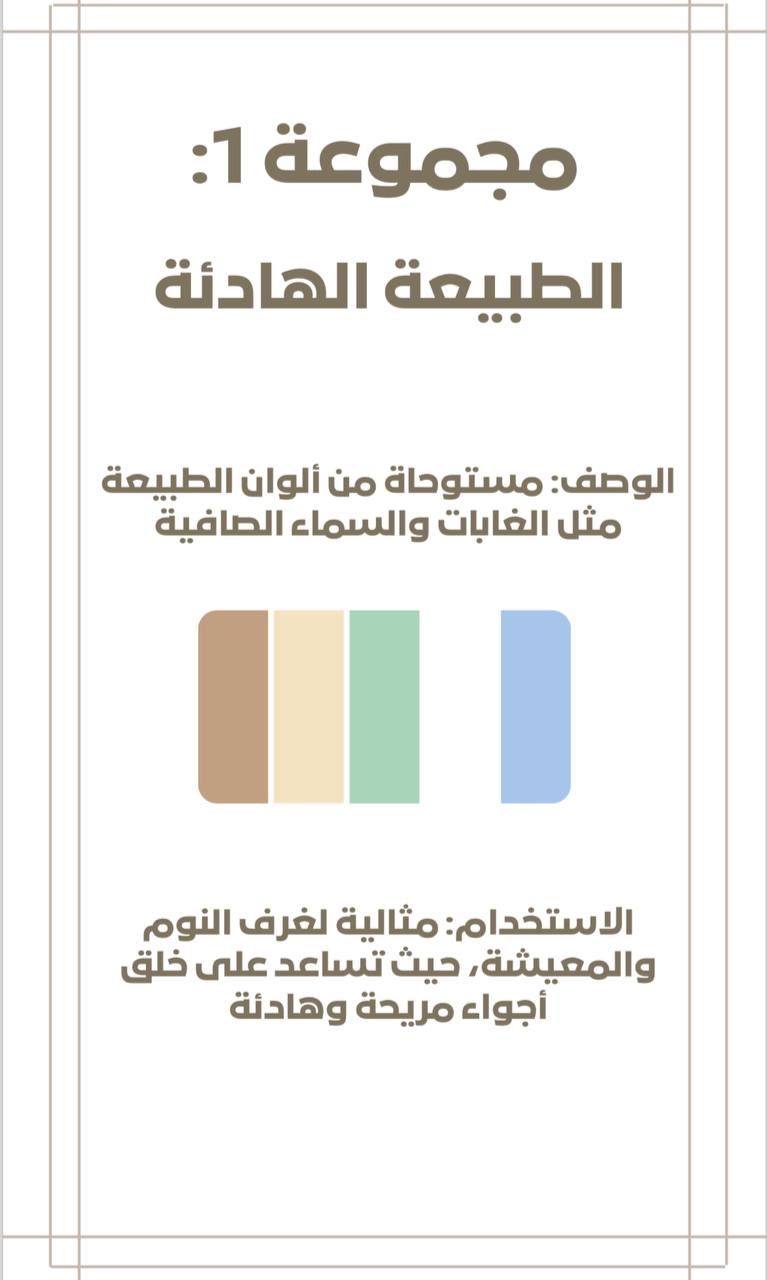 مجموعة 1:
الطبيعة الهادئة
الوصف: مستوحاة من ألوان الطبيعة
مثل الغابات والسماء الصافية
الاستخدام: مثالية لغرف النوم
والمعيشة، حيث تساعد على خلق
أجواء مريحة وهادئة